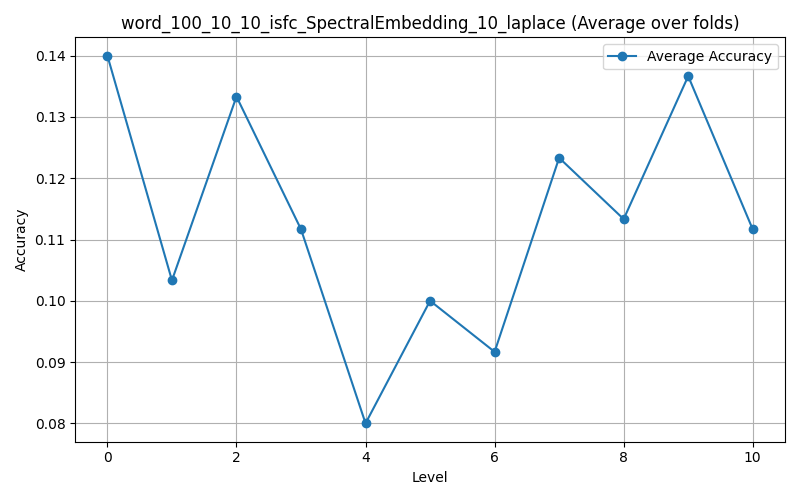 word_100_10_10_isfc_SpectralEmbedding_10_laplace (Average over folds)
Average Accuracy
Accuracy
0.14
0.13
0.12
0.11
0.10
0.09
0.08
0 2 4 6 8 10
Level